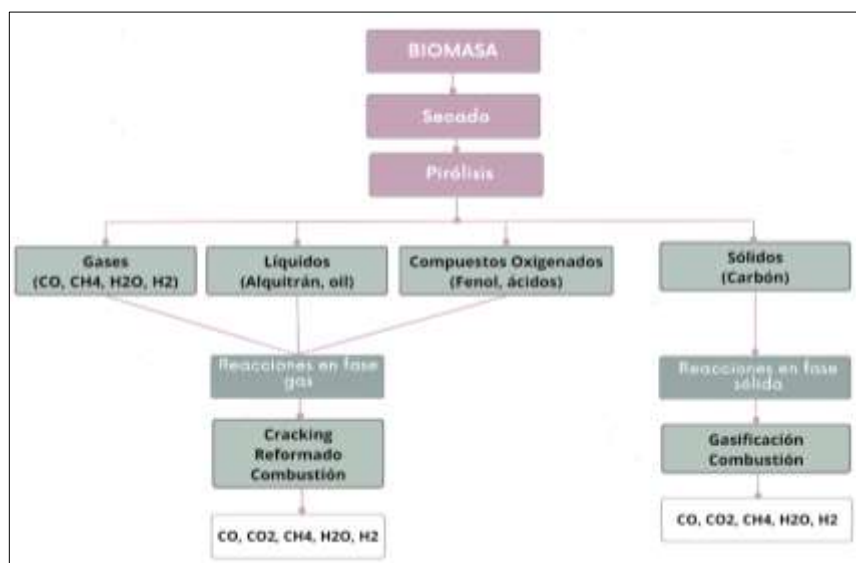 BIOMASA
Secado
Pirólisis
Gases
(CO, CH4, H2O, H2)
Líquidos
(Alquitrán, oil)
Compuestos Oxigenados
(Fenol, ácidos)
Sólidos
(Carbón)
Reacciones en fase
gas
Reacciones en fase
sólida
Cracking
Reformado
Combustión
Gasificación
Combustión
CO, CO2, CH4, H2O, H2
CO, CO2, CH4, H2O, H2